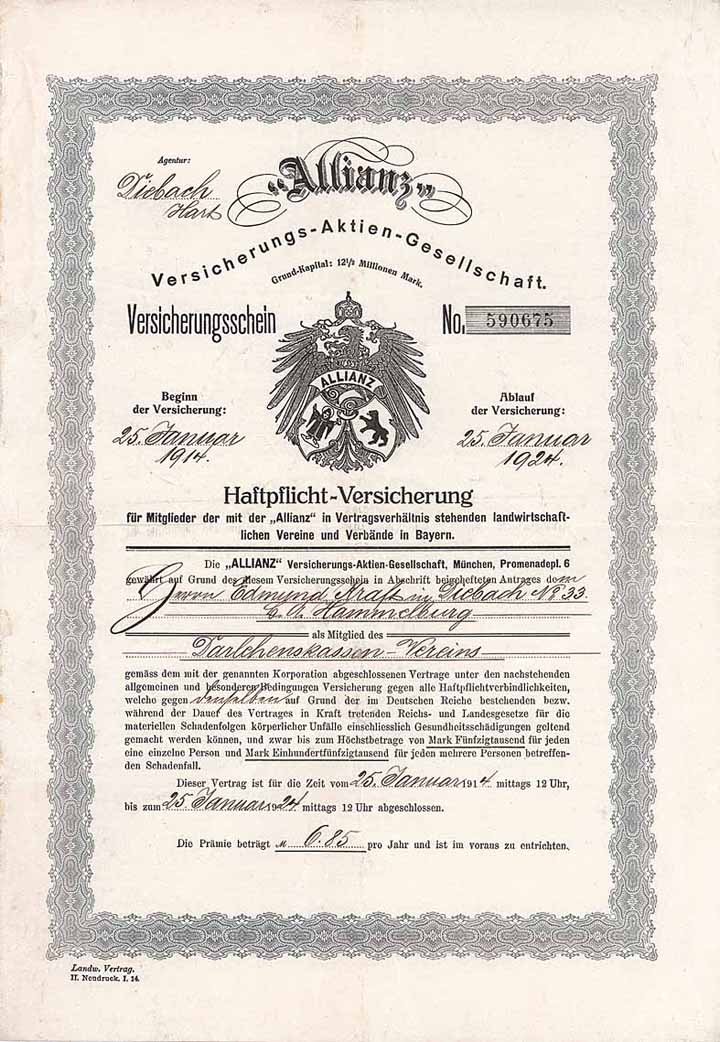 Agentur:
Diebach
Hart
„Allianz“
Versicherungs-Aktien-Gesellschaft.
Grund-Kapital: 12½ Millionen Mark.
Versicherungsschein
No. 590675
ALLIANZ
Beginn
der Versicherung:
25. Januar
1914.
Ablauf
der Versicherung:
25. Januar
1924.
Haftpflicht-Versicherung
für Mitglieder der mit der „Allianz“ in Vertragsverhältnis stehenden landwirtschaft-
lichen Vereine und Verbände in Bayern.
Die „ALLIANZ“ Versicherungs-Aktien-Gesellschaft, München, Promenadepl. 6
gewährt auf Grund des diesem Versicherungsschein in Abschrift beigehefteten Antrages dem
Herrn Edmund Kraft in Diebach No 33.
B. A. Hammelburg
als Mitglied des
Darlehenskassen-Vereins
gemäss dem mit der genannten Korporation abgeschlossenen Vertrage unter den nachstehenden
allgemeinen und besonderen Bedingungen Versicherung gegen alle Haftpflichtverbindlichkeiten,
welche gegen denselben auf Grund der im Deutschen Reiche bestehenden bezw.
während der Dauer des Vertrages in Kraft tretenden Reichs- und Landesgesetze für die
materiellen Schadenfolgen körperlicher Unfälle einschliesslich Gesundheitsschädigungen geltend
gemacht werden können, und zwar bis zum Höchstbetrage von Mark Fünfzigtausend für jeden
eine einzelne Person und Mark Einhundertfünfzigtausend für jeden mehrere Personen betreffen-
den Schadenfall.
Dieser Vertrag ist für die Zeit vom 25. Januar 1914 mittags 12 Uhr,
bis zum 25. Januar 1924 mittags 12 Uhr abgeschlossen.
Die Prämie beträgt M 6.85 pro Jahr und ist im voraus zu entrichten.
Landw. Vertrag.
II. Neudruck. I. 14.